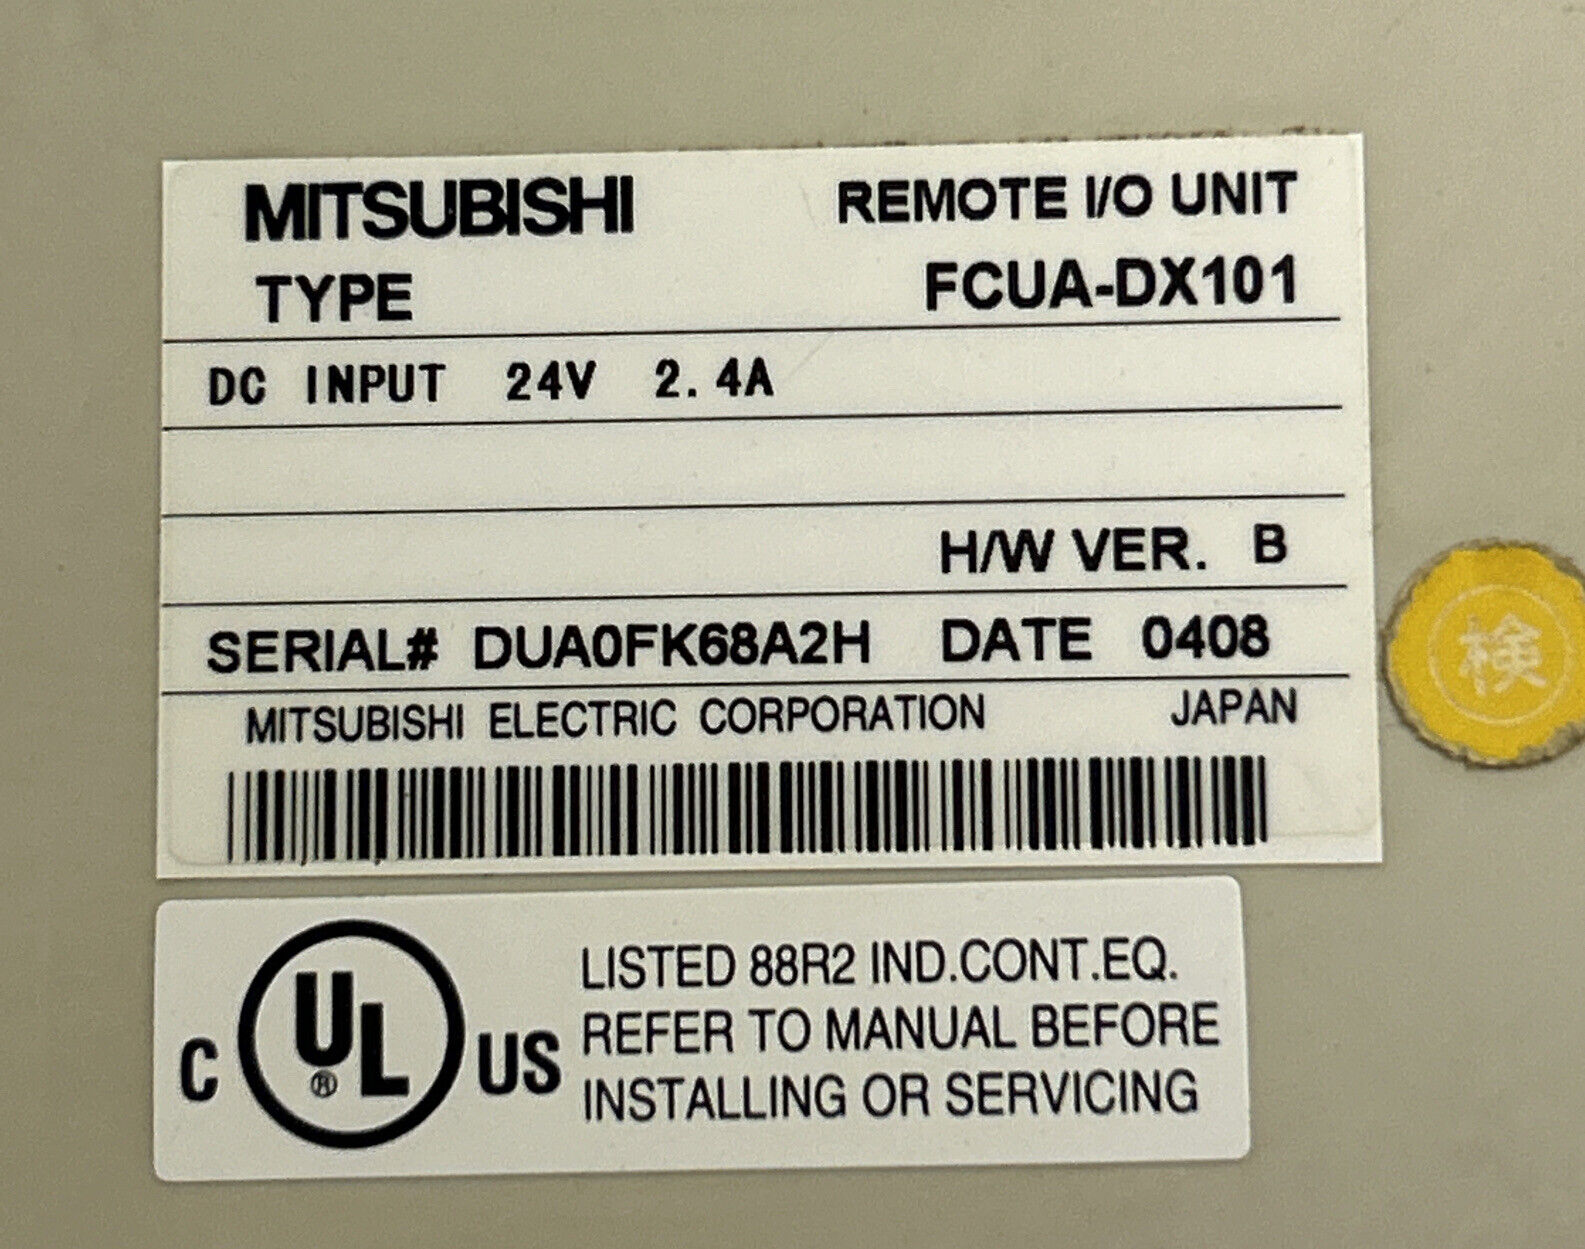 MITSUBISHI REMOTE I/O UNIT
TYPE FCUA-DX101
DC INPUT 24V 2.4A
H/W VER. B
SERIAL# DUA0FK68A2H DATE 0408
MITSUBISHI ELECTRIC CORPORATION JAPAN
検
C UL® US
LISTED 88R2 IND.CONT.EQ.
REFER TO MANUAL BEFORE
INSTALLING OR SERVICING